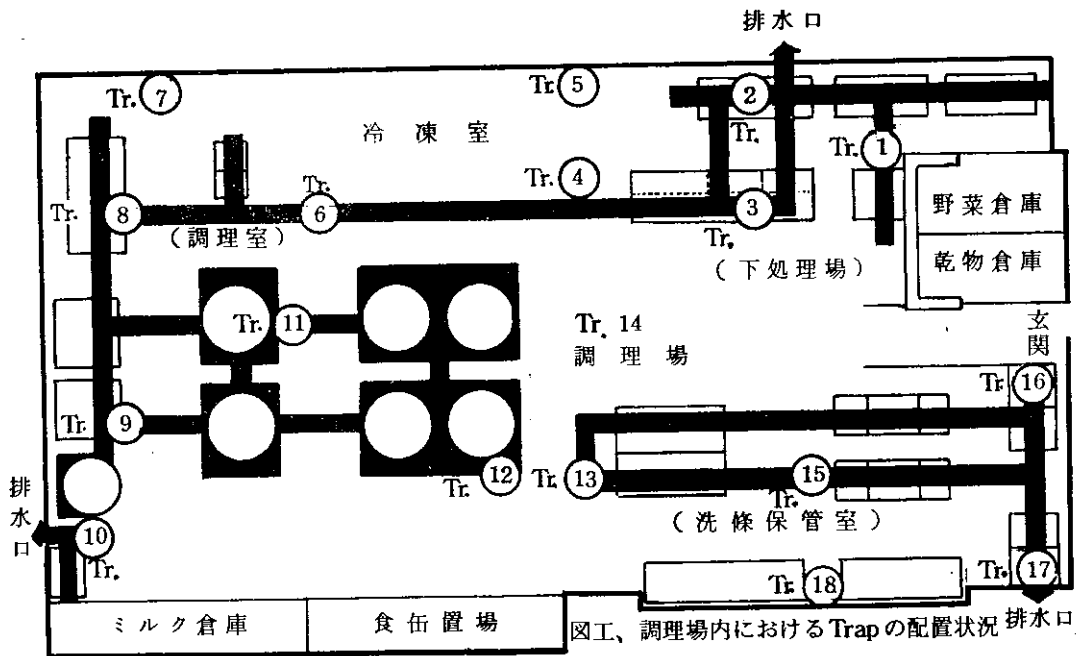 排水口
Tr. 7
Tr. 5
2
Tr.
Tr. 1
冷凍室
Tr. 4
Tr.
8
Tr.
6
3
Tr.
野菜倉庫
(調理室)
(下処理場)
乾物倉庫
Tr. 11
Tr. 14
調理場
玄関
Tr. 16
Tr. 9
Tr. 12
Tr. 13
15
Tr.
排水口
(洗滌保管室)
10
Tr.
Tr. 17
Tr. 18
ミルク倉庫
食缶置場
図工、調理場内におけるTrapの配置状況
排水口